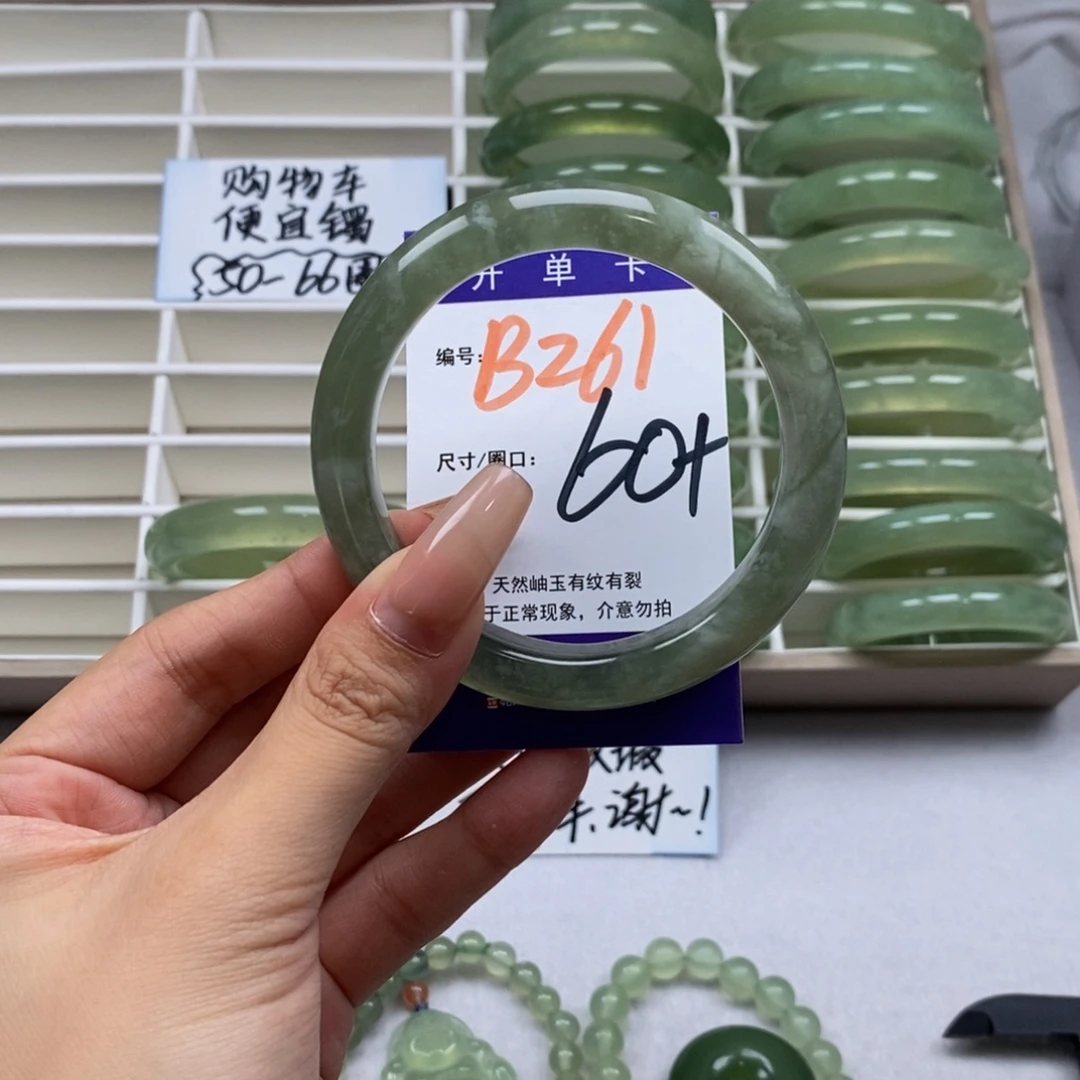 购物车
便宜镯
50-66圈
开单卡
编号：B261
尺寸/圈口： 60+
天然岫玉有纹有裂
于正常现象，介意勿拍
谢~！